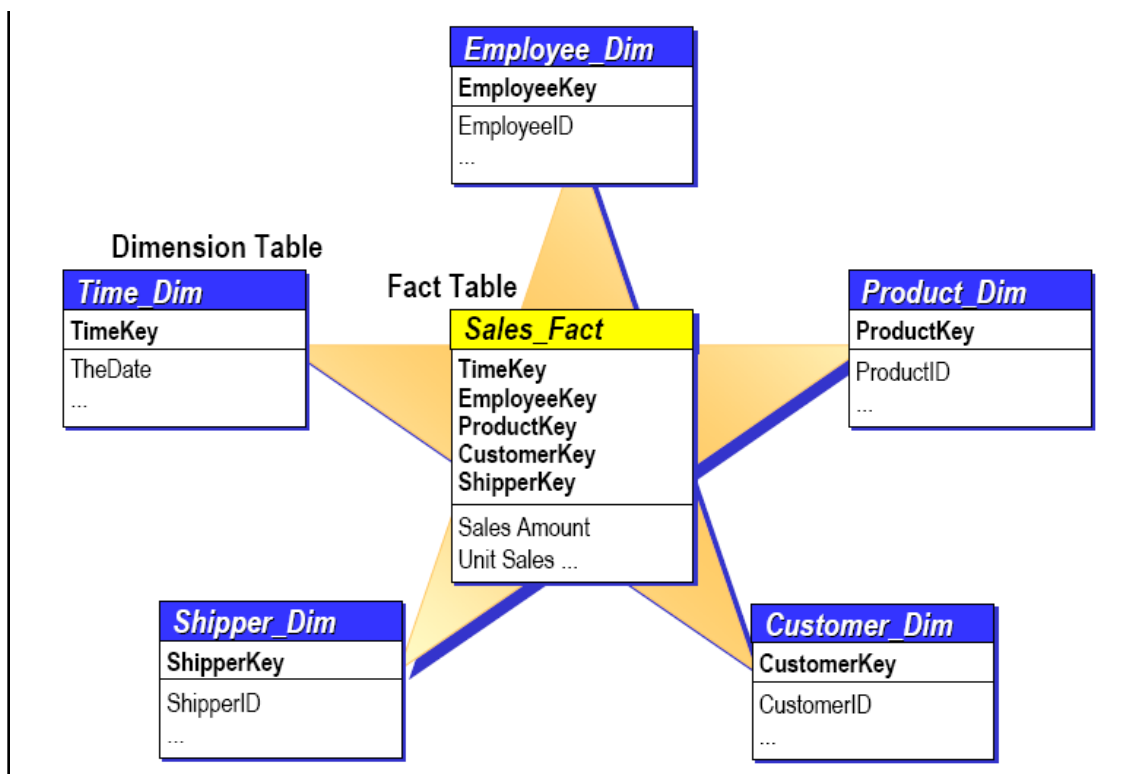 Employee_Dim
EmployeeKey
EmployeeID
...
Dimension Table
Time_Dim
TimeKey
TheDate
...
Fact Table
Sales_Fact
TimeKey
EmployeeKey
ProductKey
CustomerKey
ShipperKey
Sales Amount
Unit Sales ...
Product_Dim
ProductKey
ProductID
...
Shipper_Dim
ShipperKey
ShipperID
...
Customer_Dim
CustomerKey
CustomerID
...